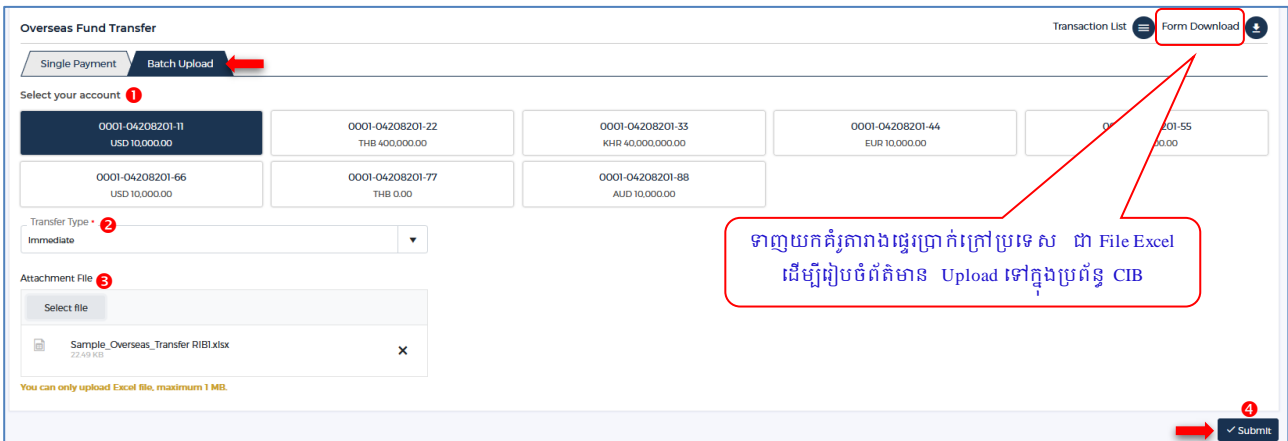 Overseas Fund Transfer
Transaction List Form Download
Single Payment Batch Upload
Select your account 1
0001-04208201-11 0001-04208201-22 0001-04208201-33 0001-04208201-44 201-55
USD 10,000.00 THB 400,000.00 KHR 40,000,000.00 EUR 10,000.00
0001-04208201-66 0001-04208201-77 0001-04208201-88
USD 10,000.00 THB 0.00 AUD 10,000.00
Transfer Type • 2
Immediate
ទាញយកគំរូតារាងផ្ទេរប្រាក់ក្រៅប្រទេស ជា File Excel
ដើម្បីរៀបចំព័ត៌មាន Upload ទៅក្នុងប្រព័ន្ធ CIB
Attachment File 3
Select file
Sample_Overseas_Transfer RIB1.xlsx
22.49 KB
You can only upload Excel file, maximum 1 MB.
4
Submit